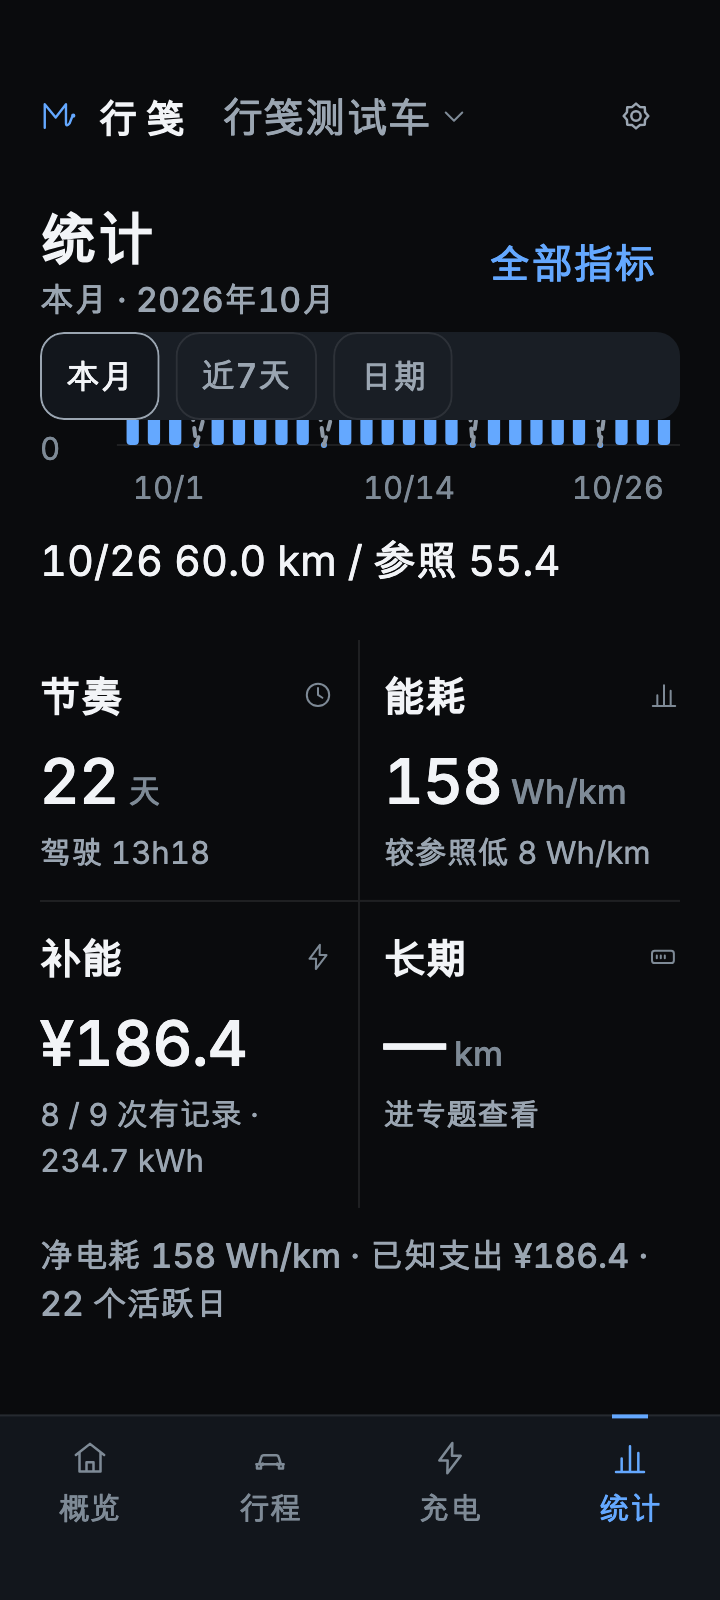 行笺 行笺测试车
统计
全部指标
本月 · 2026年10月
本月 近7天 日期
0
10/1 10/14 10/26
10/26 60.0 km / 参照 55.4
节奏
22 天
驾驶 13h18
能耗
158 Wh/km
较参照低 8 Wh/km
补能
¥186.4
8 / 9 次有记录 ·
234.7 kWh
长期
— km
进专题查看
净电耗 158 Wh/km · 已知支出 ¥186.4 ·
22 个活跃日
概览 行程 充电 统计